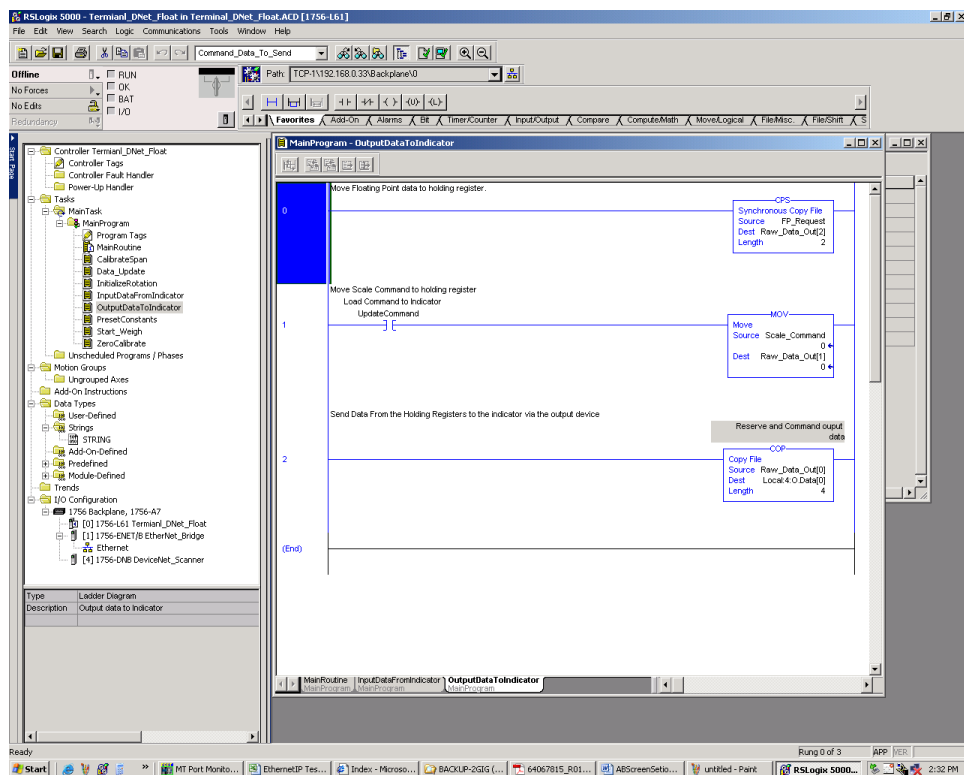 RSLogix 5000 - Termianl_DNet_Float in Terminal_DNet_Float.ACD [1756-L61]
File Edit View Search Logic Communications Tools Window Help
Command_Data_To_Send
Offline RUN
No Forces OK
No Edits BAT
Redundancy I/O
Path: TCP-1\192.168.0.33\Backplane\0
Favorites Add-On Alarms Bit Timer/Counter Input/Output Compare Compute/Math Move/Logical File/Misc. File/Shift S
Start Page
Controller Termianl_DNet_Float
Controller Tags
Controller Fault Handler
Power-Up Handler
Tasks
MainTask
MainProgram
Program Tags
MainRoutine
CalibrateSpan
Data_Update
InitializeRotation
InputDataFromIndicator
OutputDataToIndicator
PresetConstants
Start_Weigh
ZeroCalibrate
Unscheduled Programs / Phases
Motion Groups
Ungrouped Axes
Add-On Instructions
Data Types
User-Defined
Strings
STRING
Add-On-Defined
Predefined
Module-Defined
Trends
I/O Configuration
1756 Backplane, 1756-A7
[0] 1756-L61 Termianl_DNet_Float
[1] 1756-ENET/B EtherNet_Bridge
Ethernet
[4] 1756-DNB DeviceNet_Scanner
Type Ladder Diagram
Description Output data to Indicator
MainProgram - OutputDataToIndicator
Move Floating Point data to holding register.
0
CPS
Synchronous Copy File
Source FP_Request
Dest Raw_Data_Out[2]
Length 2
Move Scale Command to holding register
Load Command to Indicator
UpdateCommand
1
MOV
Move
Source Scale_Command
0
Dest Raw_Data_Out[1]
0
Send Data From the Holding Registers to the indicator via the output device
Reserve and Command ouput
data
2
COP
Copy File
Source Raw_Data_Out[0]
Dest Local:4:O.Data[0]
Length 4
(End)
MainRoutine InputDataFromIndicator OutputDataToIndicator
MainProgram MainProgram MainProgram
Ready Rung 0 of 3 APP VER
Start » MT Port Monito... EthernetIP Tes... Index - Microso... BACKUP-2GIG (... 64067815_R01... ABScreenSetio... untitled - Paint RSLogix 5000... 2:32 PM